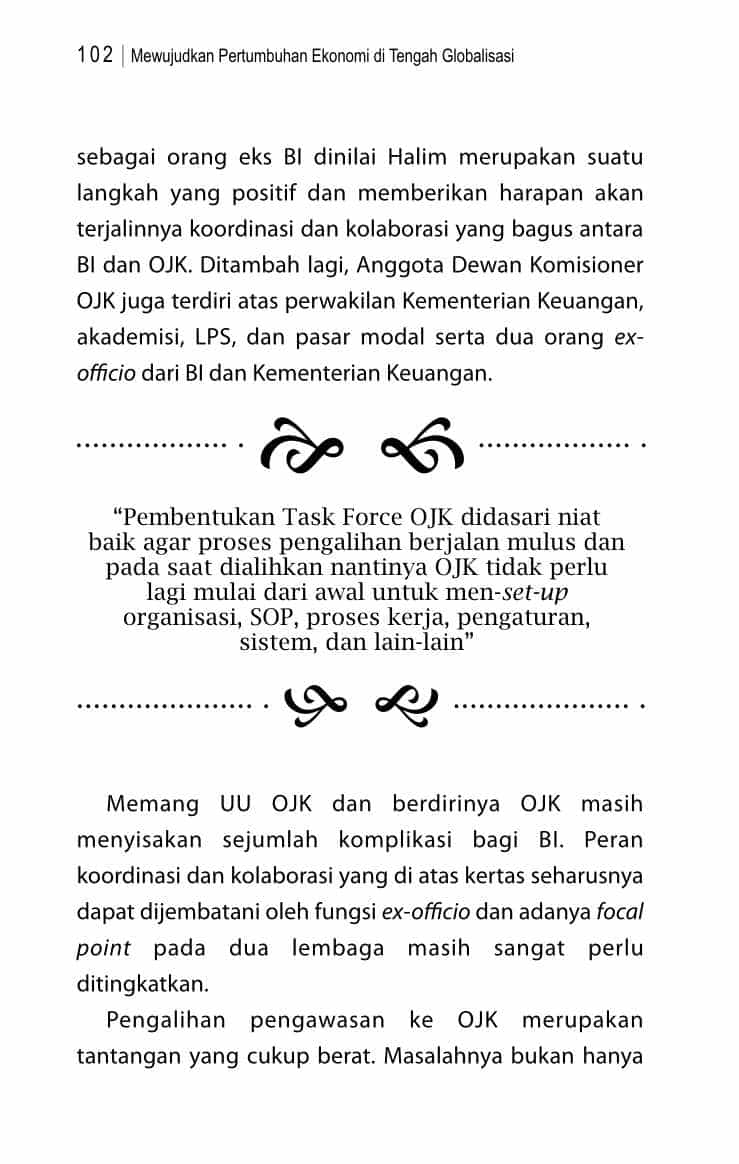 102 | Mewujudkan Pertumbuhan Ekonomi di Tengah Globalisasi
sebagai orang eks BI dinilai Halim merupakan suatu
langkah yang positif dan memberikan harapan akan
terjalinnya koordinasi dan kolaborasi yang bagus antara
BI dan OJK. Ditambah lagi, Anggota Dewan Komisioner
OJK juga terdiri atas perwakilan Kementerian Keuangan,
akademisi, LPS, dan pasar modal serta dua orang ex-
officio dari BI dan Kementerian Keuangan.
“Pembentukan Task Force OJK didasari niat
baik agar proses pengalihan berjalan mulus dan
pada saat dialihkan nantinya OJK tidak perlu
lagi mulai dari awal untuk men-set-up
organisasi, SOP, proses kerja, pengaturan,
sistem, dan lain-lain”
Memang UU OJK dan berdirinya OJK masih
menyisakan sejumlah komplikasi bagi BI. Peran
koordinasi dan kolaborasi yang di atas kertas seharusnya
dapat dijembatani oleh fungsi ex-officio dan adanya focal
point pada dua lembaga masih sangat perlu
ditingkatkan.
Pengalihan pengawasan ke OJK merupakan
tantangan yang cukup berat. Masalahnya bukan hanya